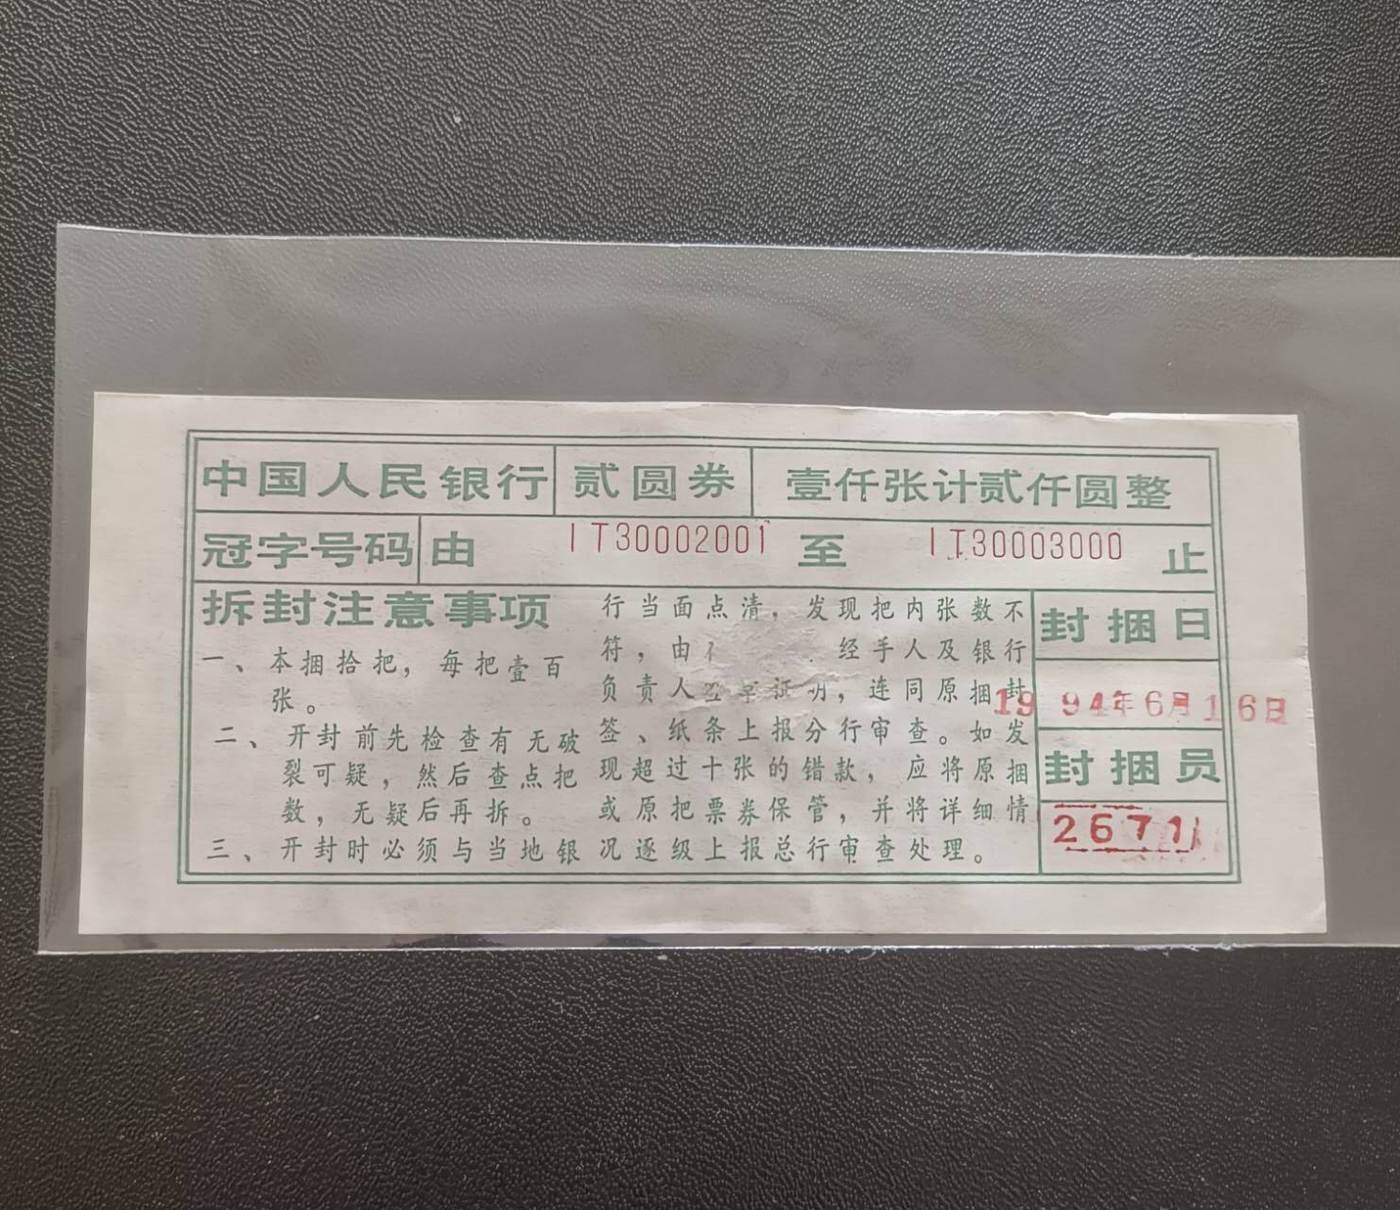 中国人民银行 贰圆券 壹仟张计贰仟圆整
冠字号码 由 IT30002001 至 IT30003000 止
拆封注意事项
一、本捆拾把，每把壹百
张。
二、开封前先检查有无破
裂可疑，然后查点把
数，无疑后再拆。
三、开封时必须与当地银
行当面点清，发现把内张数不
符，由 经手人及银行
负责人 证明，连同原捆封
签、纸条上报分行审查。如发
现超过十张的错款，应将原捆
或原把票券保管，并将详细情
况逐级上报总行审查处理。
封捆日
1994年6月16日
封捆员
2671